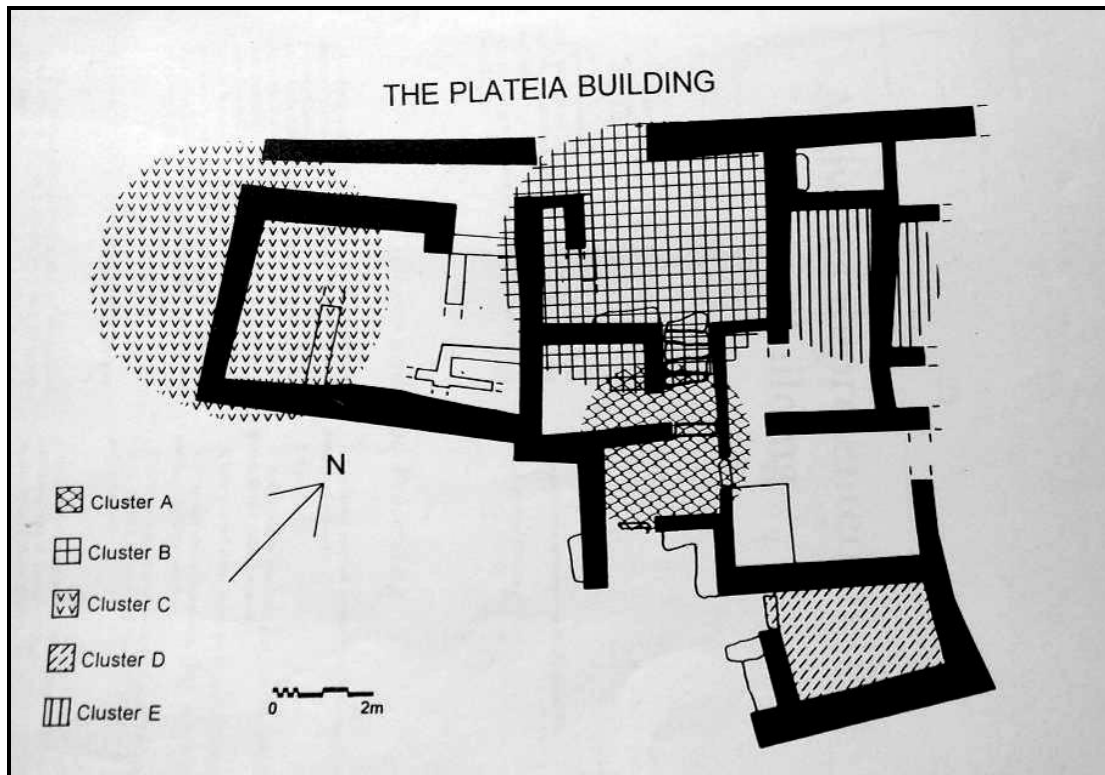 THE PLATEIA BUILDING
N
Cluster A
Cluster B
Cluster C
Cluster D
Cluster E
0 2m